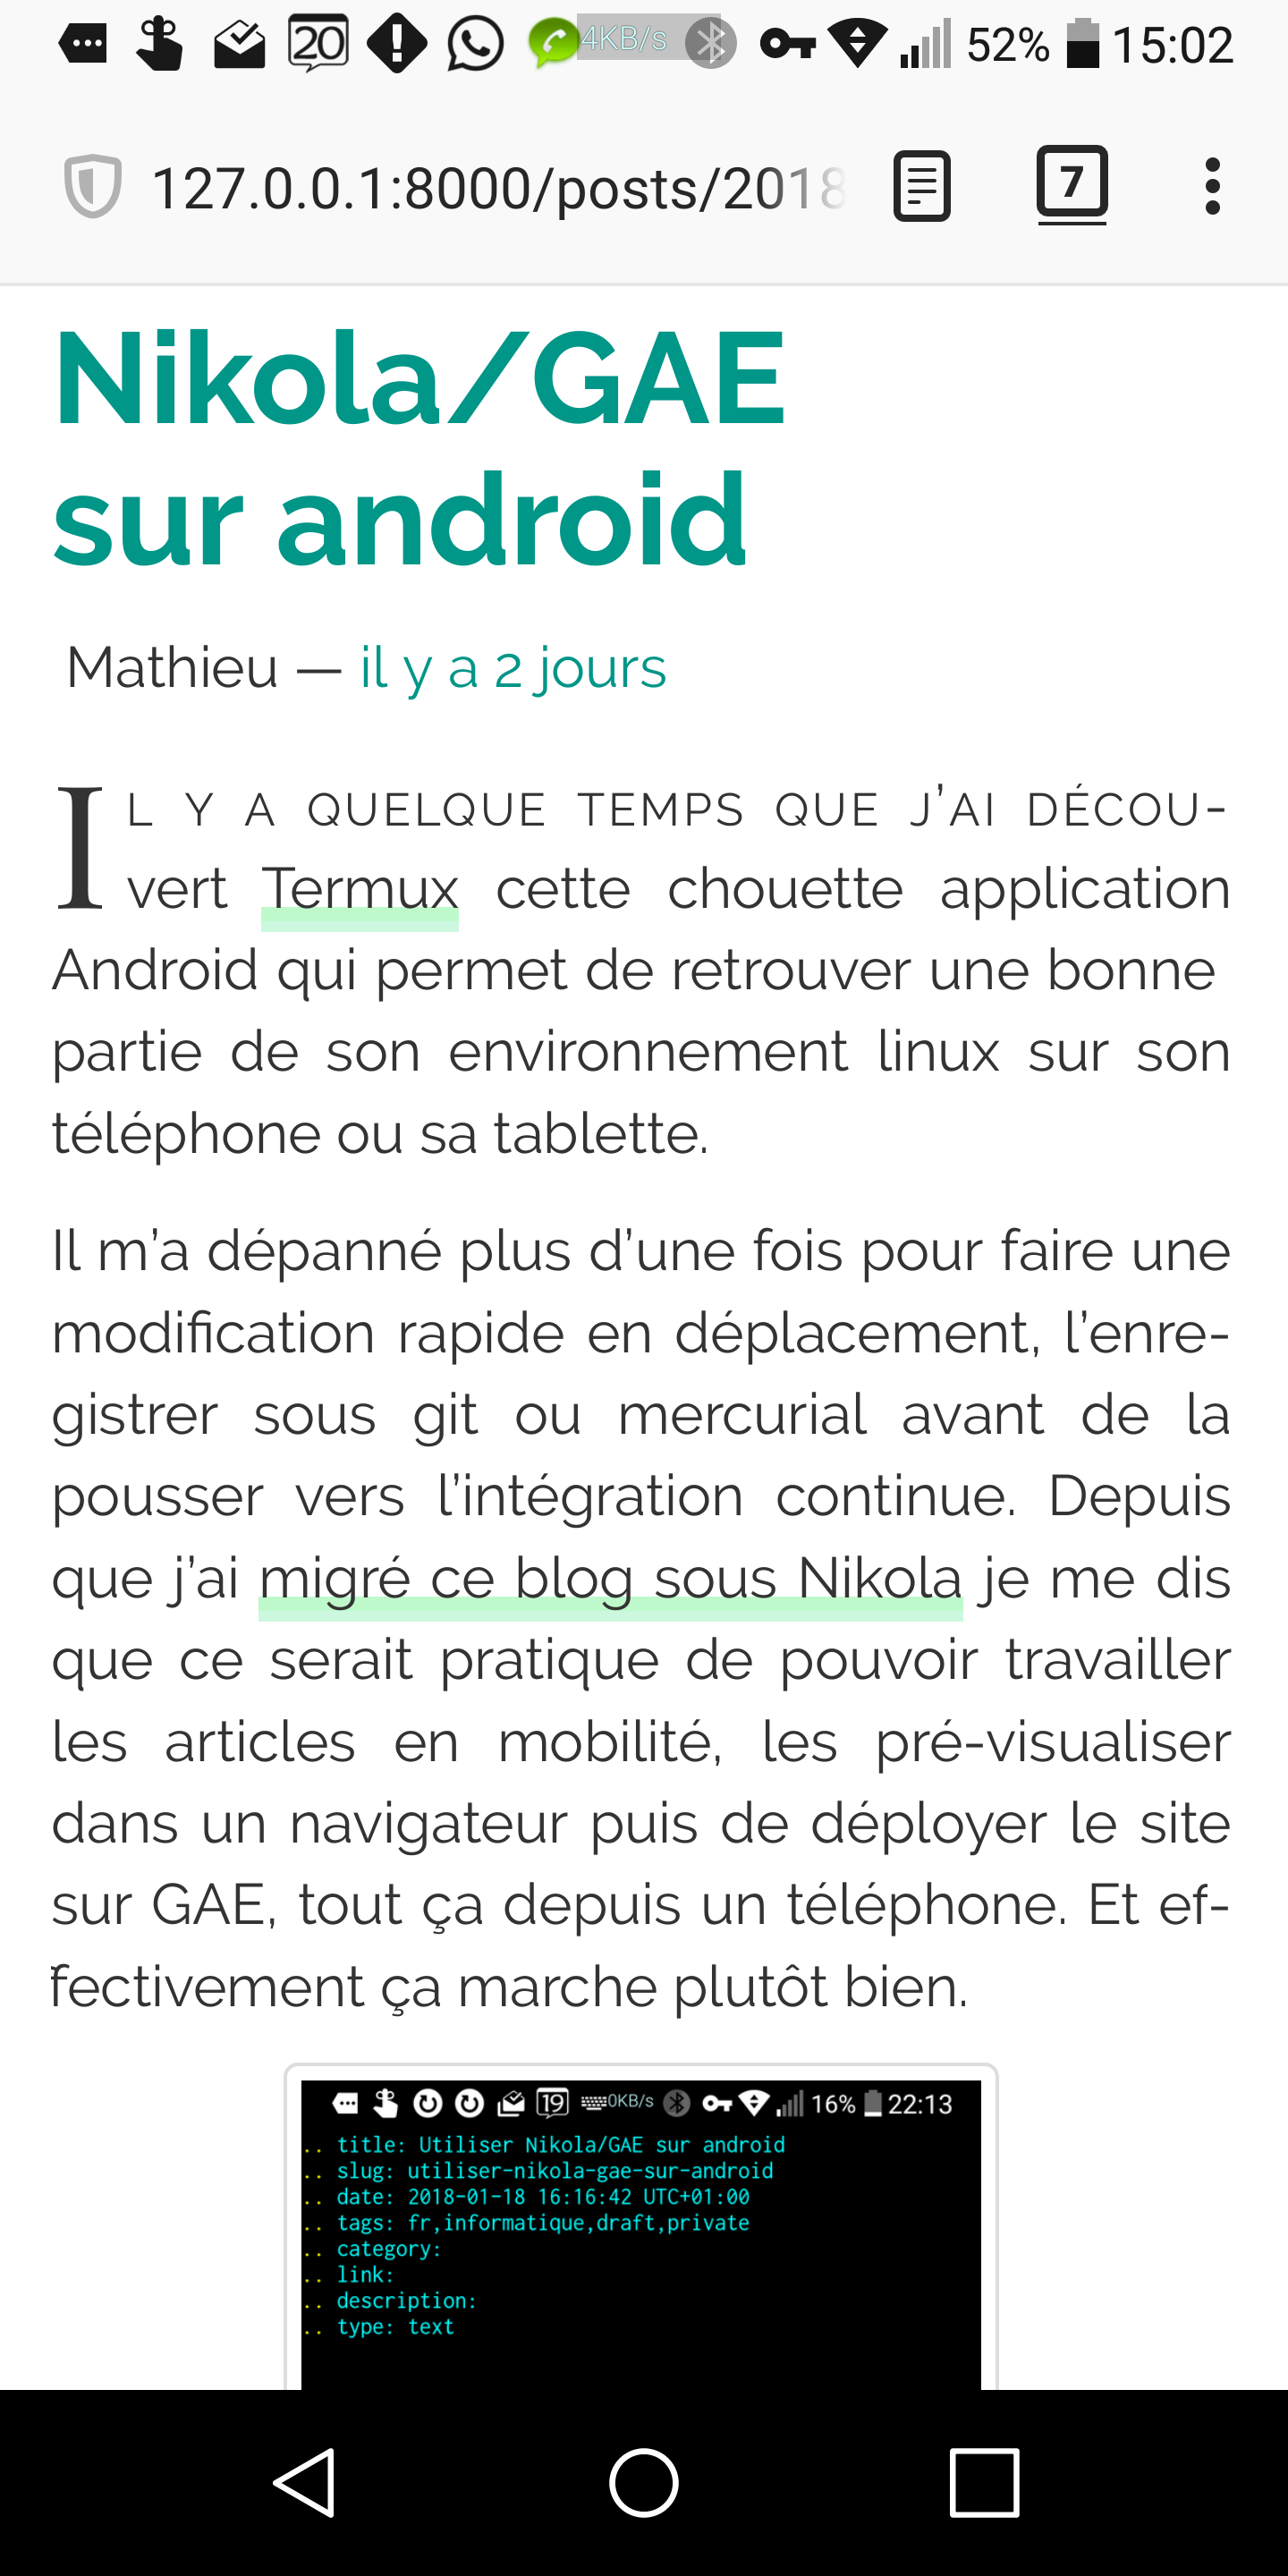 20 4KB/s 52% 15:02
127.0.0.1:8000/posts/2018
7
Nikola/GAE
sur android
Mathieu — il y a 2 jours
IL Y A QUELQUE TEMPS QUE J’AI DÉCOU-
vert Termux cette chouette application
Android qui permet de retrouver une bonne
partie de son environnement linux sur son
téléphone ou sa tablette.
Il m’a dépanné plus d’une fois pour faire une
modification rapide en déplacement, l’enre-
gistrer sous git ou mercurial avant de la
pousser vers l’intégration continue. Depuis
que j’ai migré ce blog sous Nikola je me dis
que ce serait pratique de pouvoir travailler
les articles en mobilité, les pré-visualiser
dans un navigateur puis de déployer le site
sur GAE, tout ça depuis un téléphone. Et ef-
fectivement ça marche plutôt bien.
19 0KB/s 16% 22:13
.. title: Utiliser Nikola/GAE sur android
.. slug: utiliser-nikola-gae-sur-android
.. date: 2018-01-18 16:16:42 UTC+01:00
.. tags: fr,informatique,draft,private
.. category:
.. link:
.. description:
.. type: text